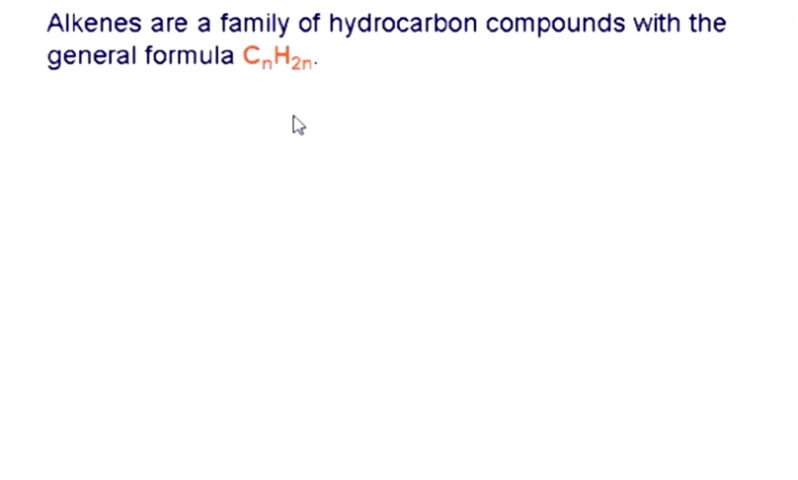 Alkenes are a family of hydrocarbon compounds with the
general formula CₙH₂ₙ.